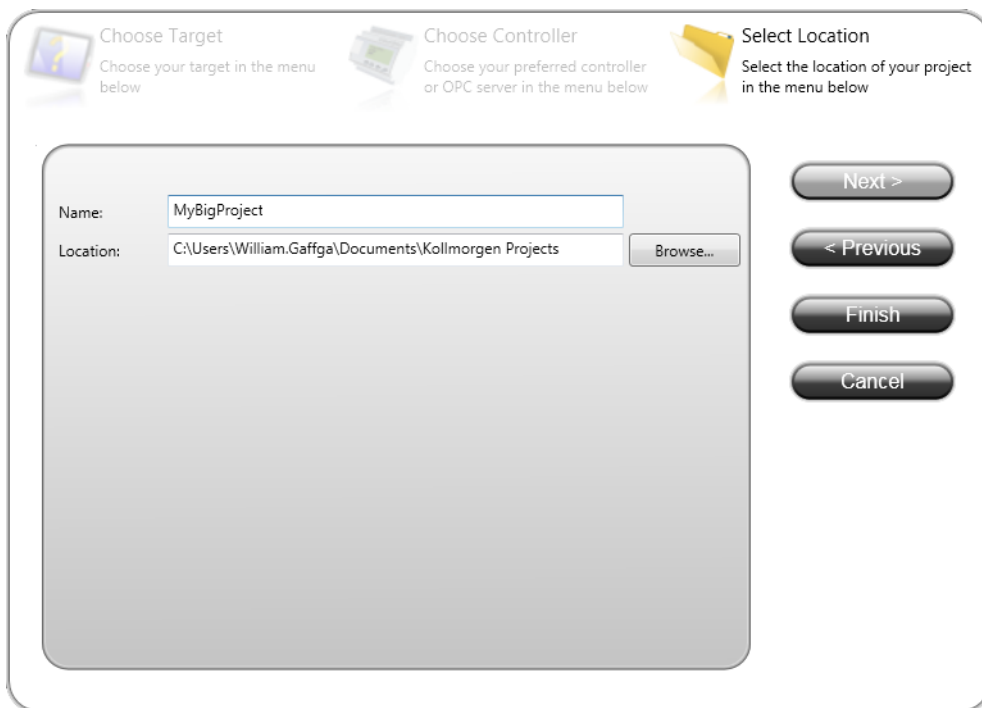 Choose Target
Choose your target in the menu
below
Choose Controller
Choose your preferred controller
or OPC server in the menu below
Select Location
Select the location of your project
in the menu below
Name:
MyBigProject
Location:
C:\Users\William.Gaffga\Documents\Kollmorgen Projects
Browse...
Next >
< Previous
Finish
Cancel